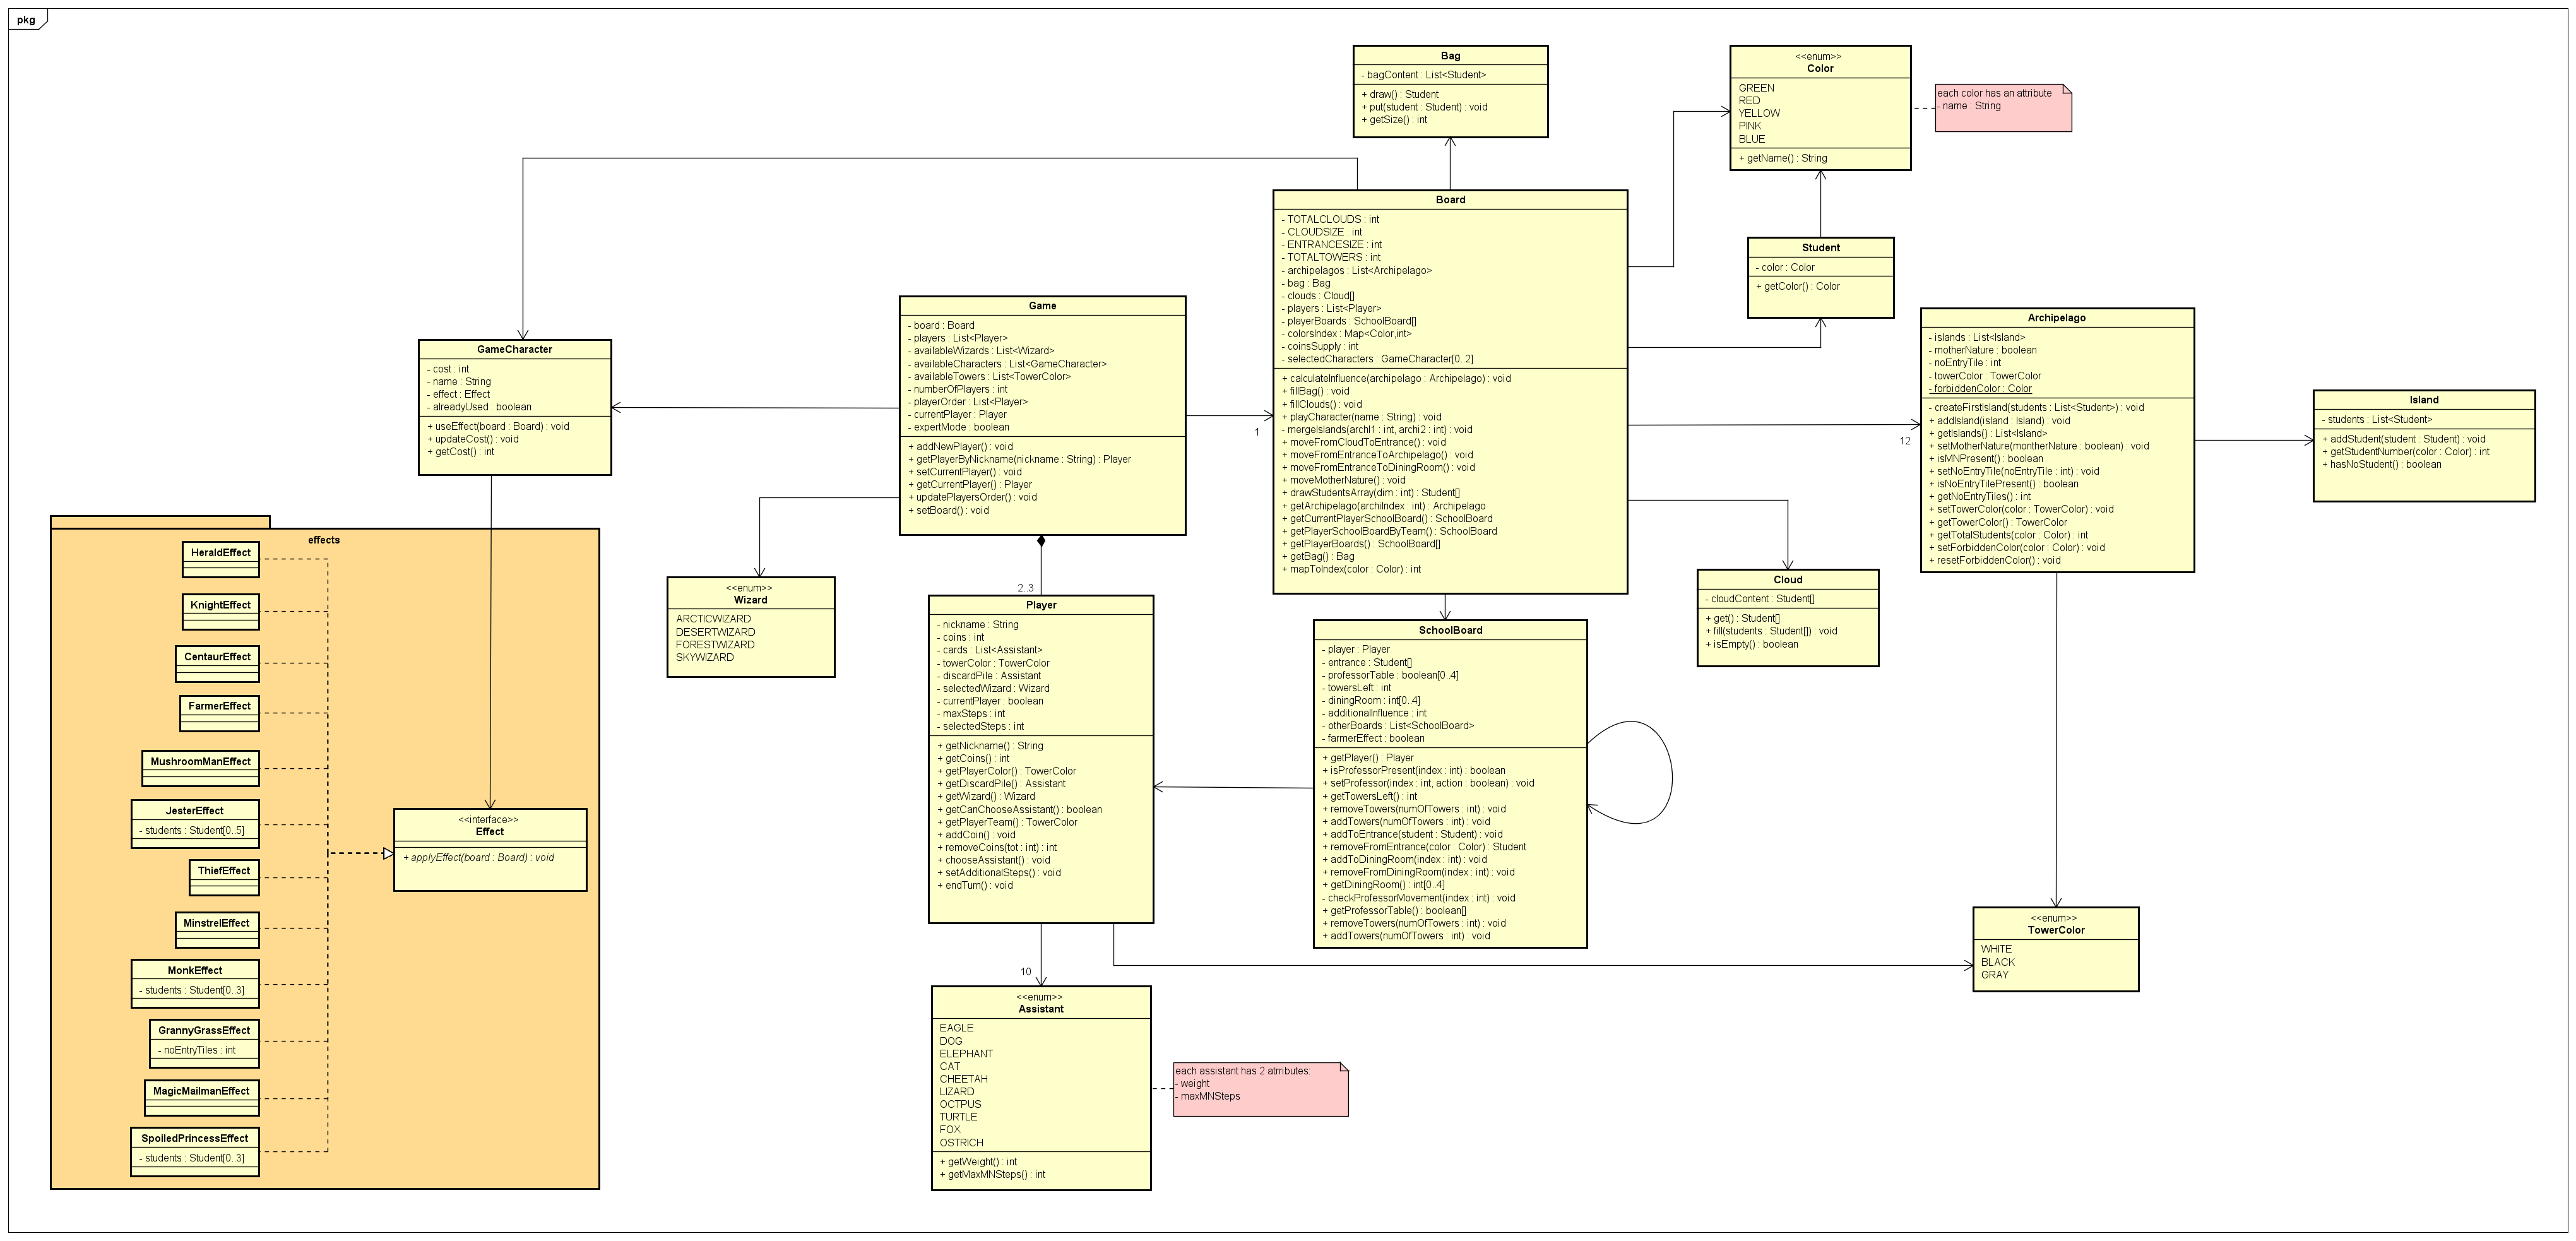 pkg
Bag
- bagContent : List<Student>
+ draw() : Student
+ put(student : Student) : void
+ getSize() : int
<<enum>>
Color
GREEN
RED
YELLOW
PINK
BLUE
+ getName() : String
each color has an attribute
- name : String
Board
- TOTALCLOUDS : int
- CLOUDSIZE : int
- ENTRANCESIZE : int
- TOTALTOWERS : int
- archipelagos : List<Archipelago>
- bag : Bag
- clouds : Cloud[]
- players : List<Player>
- playerBoards : SchoolBoard[]
- colorsIndex : Map<Color,int>
- coinsSupply : int
- selectedCharacters : GameCharacter[0..2]
+ calculateInfluence(archipelago : Archipelago) : void
+ fillBag() : void
+ fillClouds() : void
+ playCharacter(name : String) : void
- mergeIslands(archI1 : int, archi2 : int) : void
+ moveFromCloudToEntrance() : void
+ moveFromEntranceToArchipelago() : void
+ moveFromEntranceToDiningRoom() : void
+ moveMotherNature() : void
+ drawStudentsArray(dim : int) : Student[]
+ getArchipelago(archiIndex : int) : Archipelago
+ getCurrentPlayerSchoolBoard() : SchoolBoard
+ getPlayerSchoolBoardByTeam() : SchoolBoard
+ getPlayerBoards() : SchoolBoard[]
+ getBag() : Bag
+ mapToIndex(color : Color) : int
Student
- color : Color
+ getColor() : Color
Game
- board : Board
- players : List<Player>
- availableWizards : List<Wizard>
- availableCharacters : List<GameCharacter>
- availableTowers : List<TowerColor>
- numberOfPlayers : int
- playerOrder : List<Player>
- currentPlayer : Player
- expertMode : boolean
+ addNewPlayer() : void
+ getPlayerByNickname(nickname : String) : Player
+ setCurrentPlayer() : void
+ getCurrentPlayer() : Player
+ updatePlayersOrder() : void
+ setBoard() : void
1
12
2..3
Archipelago
- islands : List<Island>
- motherNature : boolean
- noEntryTile : int
- towerColor : TowerColor
- forbiddenColor : Color
- createFirstIsland(students : List<Student>) : void
+ addIsland(island : Island) : void
+ getIslands() : List<Island>
+ setMotherNature(montherNature : boolean) : void
+ isMNPresent() : boolean
+ setNoEntryTile(noEntryTile : int) : void
+ isNoEntryTilePresent() : boolean
+ getNoEntryTiles() : int
+ setTowerColor(color : TowerColor) : void
+ getTowerColor() : TowerColor
+ getTotalStudents(color : Color) : int
+ setForbiddenColor(color : Color) : void
+ resetForbiddenColor() : void
Island
- students : List<Student>
+ addStudent(student : Student) : void
+ getStudentNumber(color : Color) : int
+ hasNoStudent() : boolean
GameCharacter
- cost : int
- name : String
- effect : Effect
- alreadyUsed : boolean
+ useEffect(board : Board) : void
+ updateCost() : void
+ getCost() : int
<<enum>>
Wizard
ARCTICWIZARD
DESERTWIZARD
FORESTWIZARD
SKYWIZARD
Cloud
- cloudContent : Student[]
+ get() : Student[]
+ fill(students : Student[]) : void
+ isEmpty() : boolean
Player
- nickname : String
- coins : int
- cards : List<Assistant>
- towerColor : TowerColor
- discardPile : Assistant
- selectedWizard : Wizard
- currentPlayer : boolean
- maxSteps : int
- selectedSteps : int
+ getNickname() : String
+ getCoins() : int
+ getPlayerColor() : TowerColor
+ getDiscardPile() : Assistant
+ getWizard() : Wizard
+ getCanChooseAssistant() : boolean
+ getPlayerTeam() : TowerColor
+ addCoin() : void
+ removeCoins(tot : int) : int
+ chooseAssistant() : void
+ setAdditionalSteps() : void
+ endTurn() : void
SchoolBoard
- player : Player
- entrance : Student[]
- professorTable : boolean[0..4]
- towersLeft : int
- diningRoom : int[0..4]
- additionalInfluence : int
- otherBoards : List<SchoolBoard>
- farmerEffect : boolean
+ getPlayer() : Player
+ isProfessorPresent(index : int) : boolean
+ setProfessor(index : int, action : boolean) : void
+ getTowersLeft() : int
+ removeTowers(numOfTowers : int) : void
+ addTowers(numOfTowers : int) : void
+ addToEntrance(student : Student) : void
+ removeFromEntrance(color : Color) : Student
+ addToDiningRoom(index : int) : void
+ removeFromDiningRoom(index : int) : void
+ getDiningRoom() : int[0..4]
- checkProfessorMovement(index : int) : void
+ getProfessorTable() : boolean[]
+ removeTowers(numOfTowers : int) : void
+ addTowers(numOfTowers : int) : void
effects
HeraldEffect
KnightEffect
CentaurEffect
FarmerEffect
MushroomManEffect
JesterEffect
- students : Student[0..5]
ThiefEffect
MinstrelEffect
MonkEffect
- students : Student[0..3]
GrannyGrassEffect
- noEntryTiles : int
MagicMailmanEffect
SpoiledPrincessEffect
- students : Student[0..3]
<<interface>>
Effect
+ applyEffect(board : Board) : void
<<enum>>
TowerColor
WHITE
BLACK
GRAY
10
<<enum>>
Assistant
EAGLE
DOG
ELEPHANT
CAT
CHEETAH
LIZARD
OCTPUS
TURTLE
FOX
OSTRICH
+ getWeight() : int
+ getMaxMNSteps() : int
each assistant has 2 atrributes:
- weight
- maxMNSteps